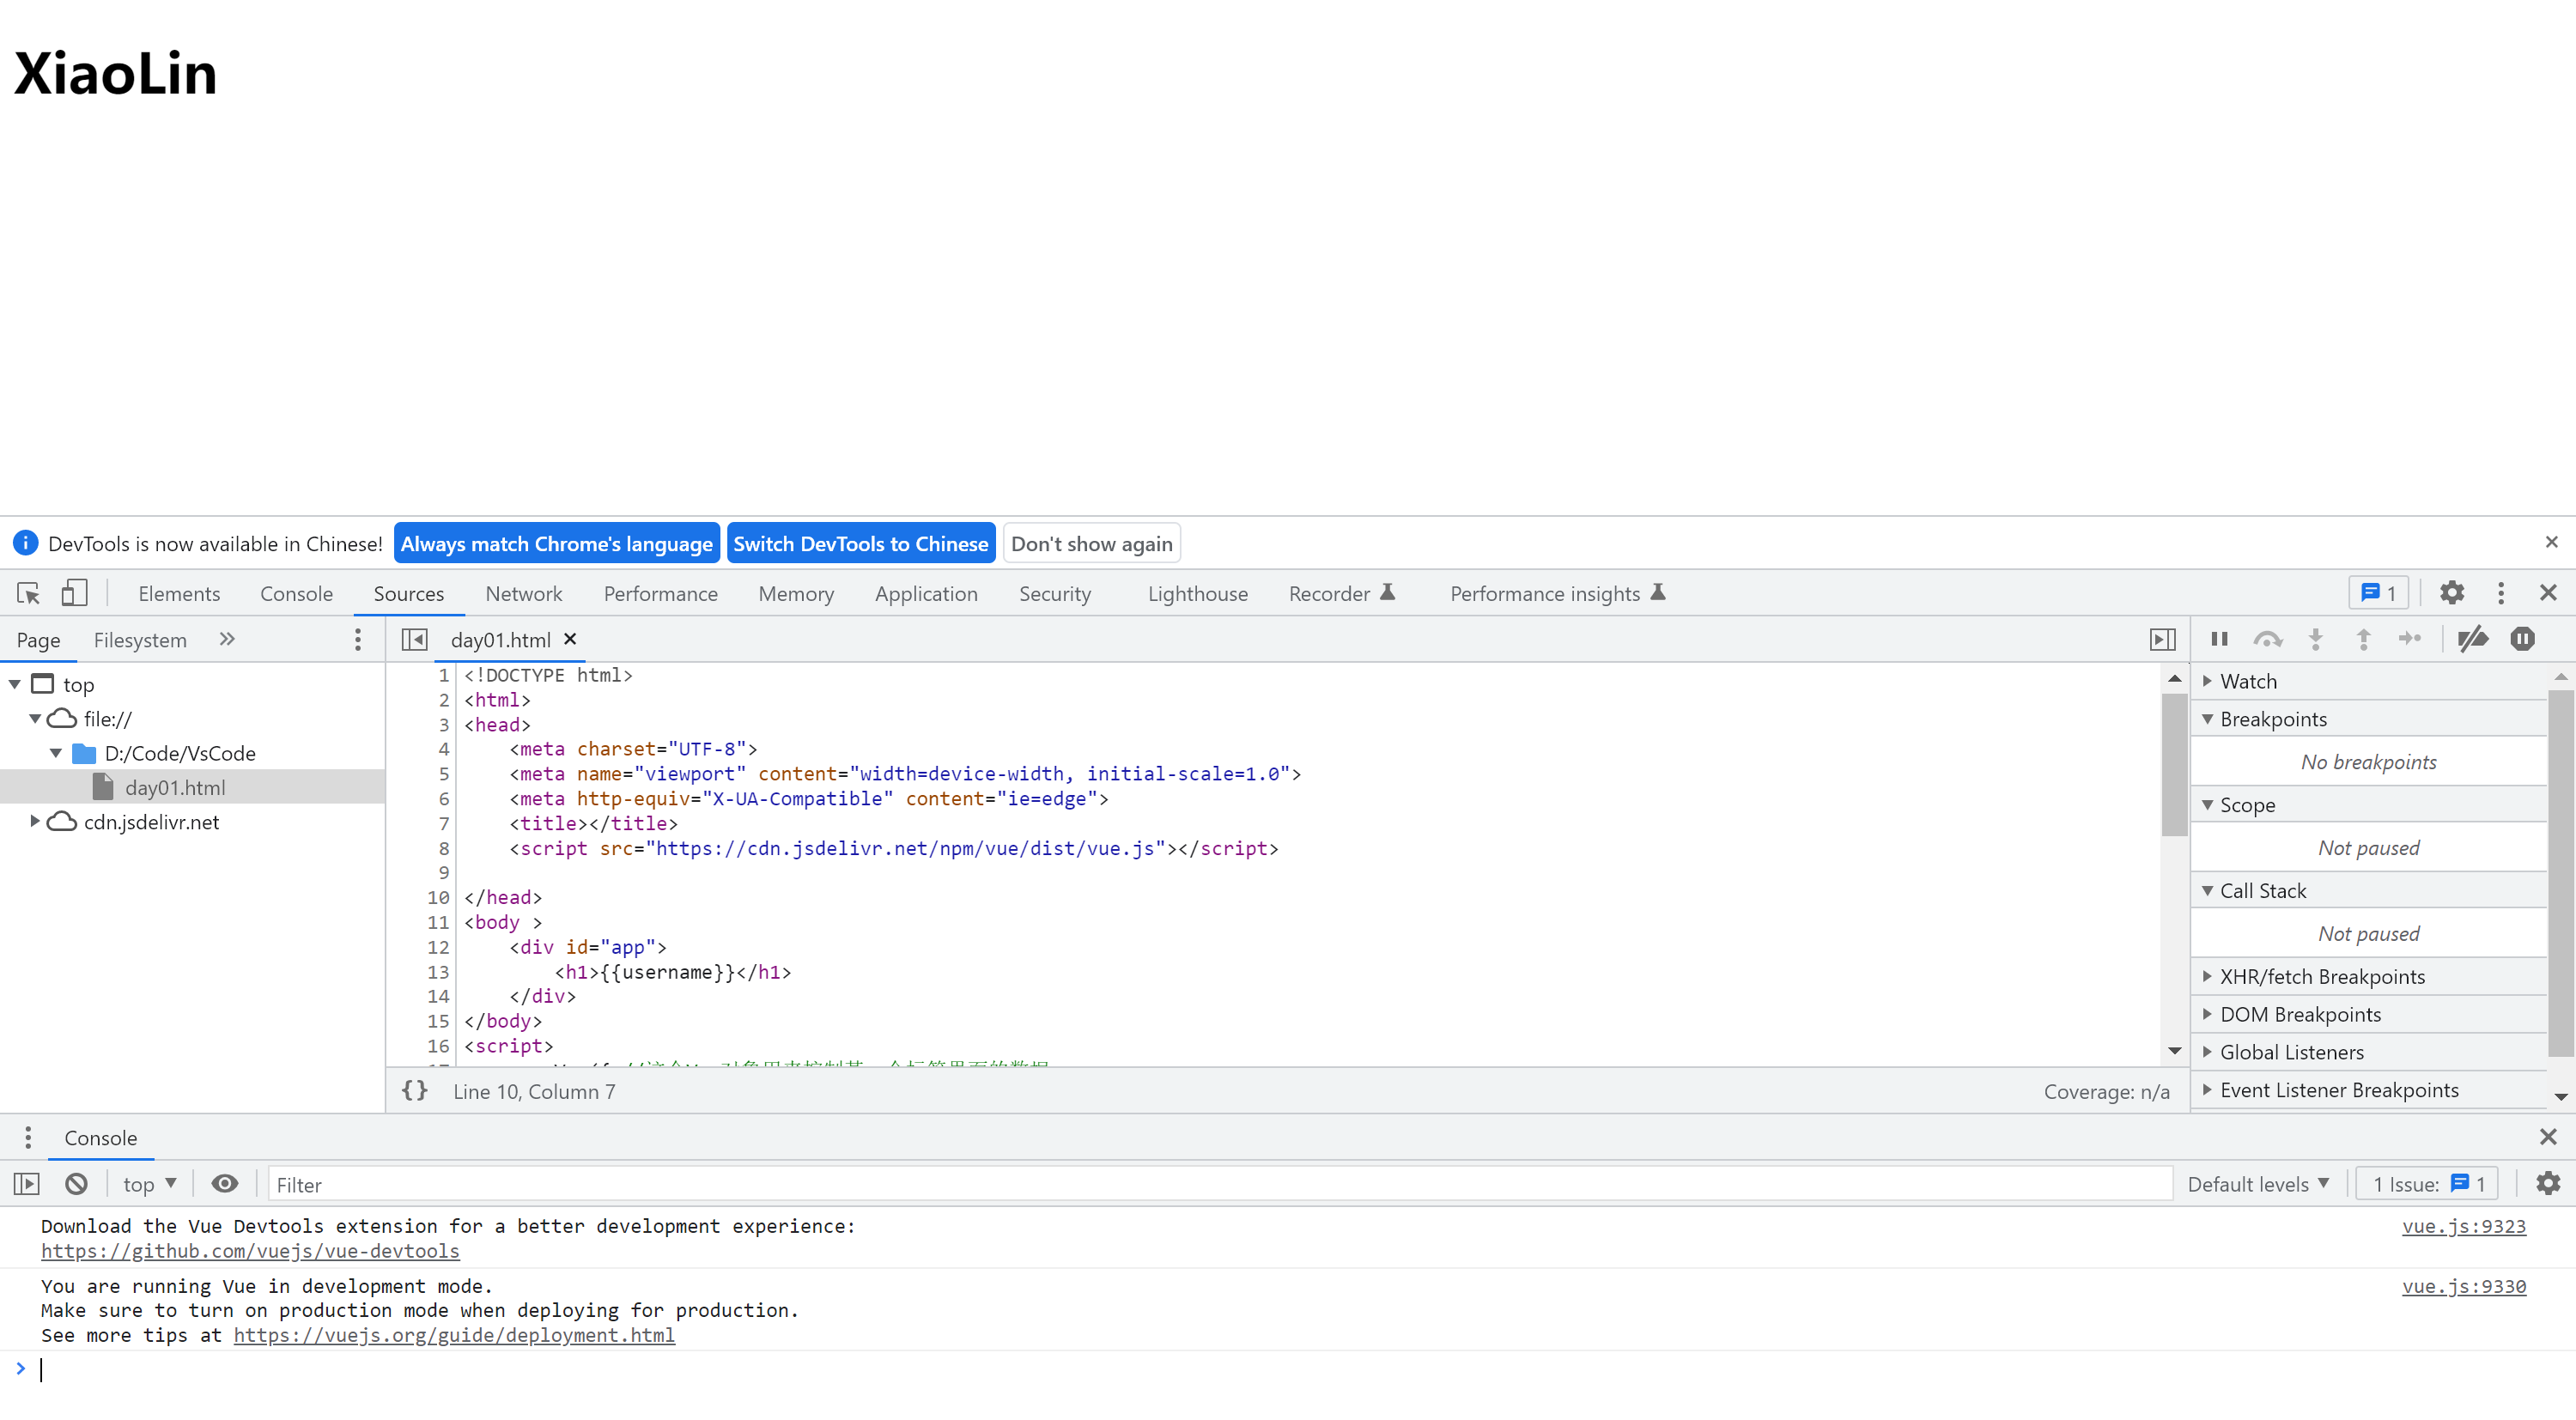 XiaoLin
DevTools is now available in Chinese! Always match Chrome's language Switch DevTools to Chinese Don't show again
Elements Console Sources Network Performance Memory Application Security Lighthouse Recorder Performance insights 1
Page Filesystem
day01.html
top
file://
D:/Code/VsCode
day01.html
cdn.jsdelivr.net
1 <!DOCTYPE html>
2 <html>
3 <head>
4 <meta charset="UTF-8">
5 <meta name="viewport" content="width=device-width, initial-scale=1.0">
6 <meta http-equiv="X-UA-Compatible" content="ie=edge">
7 <title></title>
8 <script src="https://cdn.jsdelivr.net/npm/vue/dist/vue.js"></script>
9
10 </head>
11 <body >
12 <div id="app">
13 <h1>{{username}}</h1>
14 </div>
15 </body>
16 <script>
{} Line 10, Column 7 Coverage: n/a
Watch
Breakpoints
No breakpoints
Scope
Not paused
Call Stack
Not paused
XHR/fetch Breakpoints
DOM Breakpoints
Global Listeners
Event Listener Breakpoints
Console
top Filter Default levels 1 Issue: 1
Download the Vue Devtools extension for a better development experience: vue.js:9323
https://github.com/vuejs/vue-devtools
You are running Vue in development mode. vue.js:9330
Make sure to turn on production mode when deploying for production.
See more tips at https://vuejs.org/guide/deployment.html